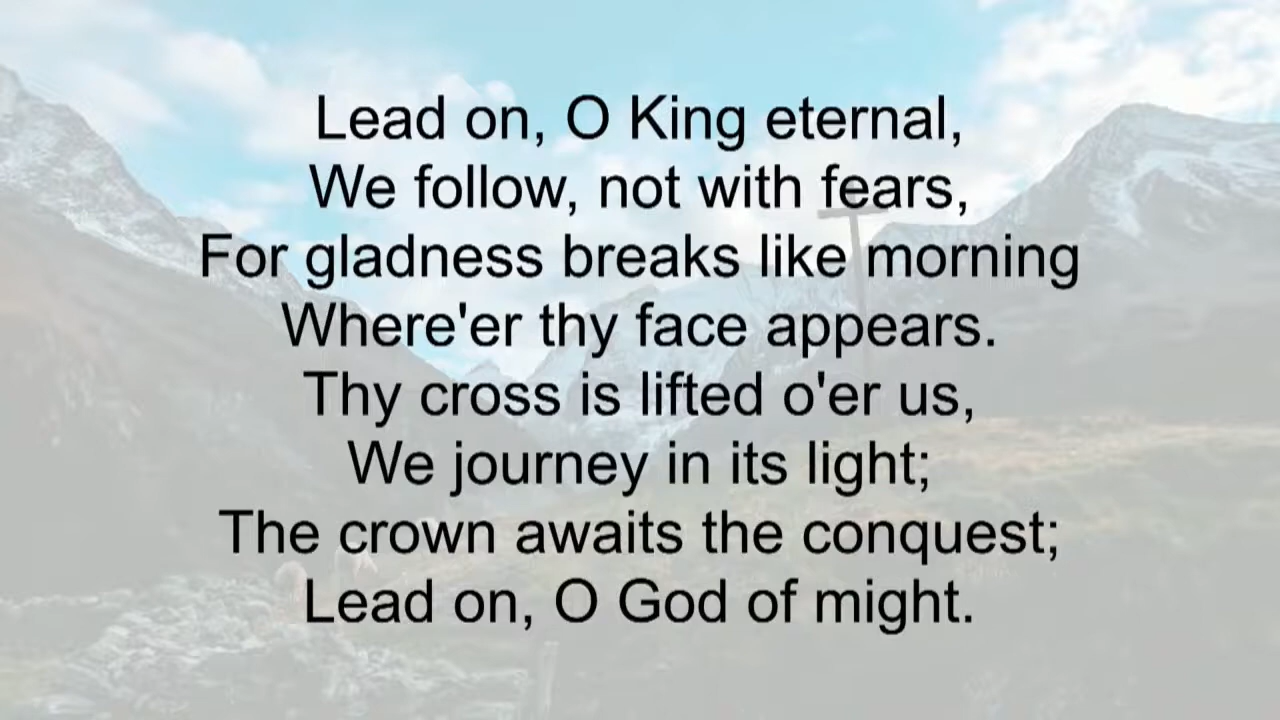 Lead on, O King eternal,
We follow, not with fears,
For gladness breaks like morning
Where'er thy face appears.
Thy cross is lifted o'er us,
We journey in its light;
The crown awaits the conquest;
Lead on, O God of might.